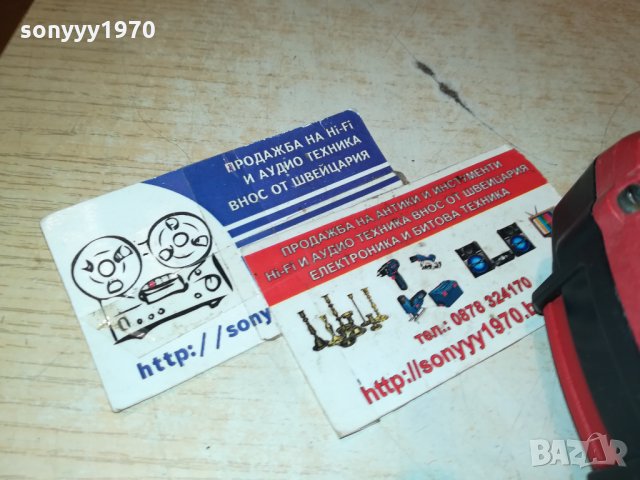 sonyyy1970
ПРОДАЖБА НА Hi-Fi
И АУДИО ТЕХНИКА
ВНОС ОТ ШВЕЙЦАРИЯ
http://sony
ПРОДАЖБА НА АНТИКИ И ИНСТРУМЕНТИ
Hi-Fi И АУДИО ТЕХНИКА ВНОС ОТ ШВЕЙЦАРИЯ
ЕЛЕКТРОНИКА И БИТОВА ТЕХНИКА
тел.: 0878 324170
http://sonyyy1970.b
BAZAR